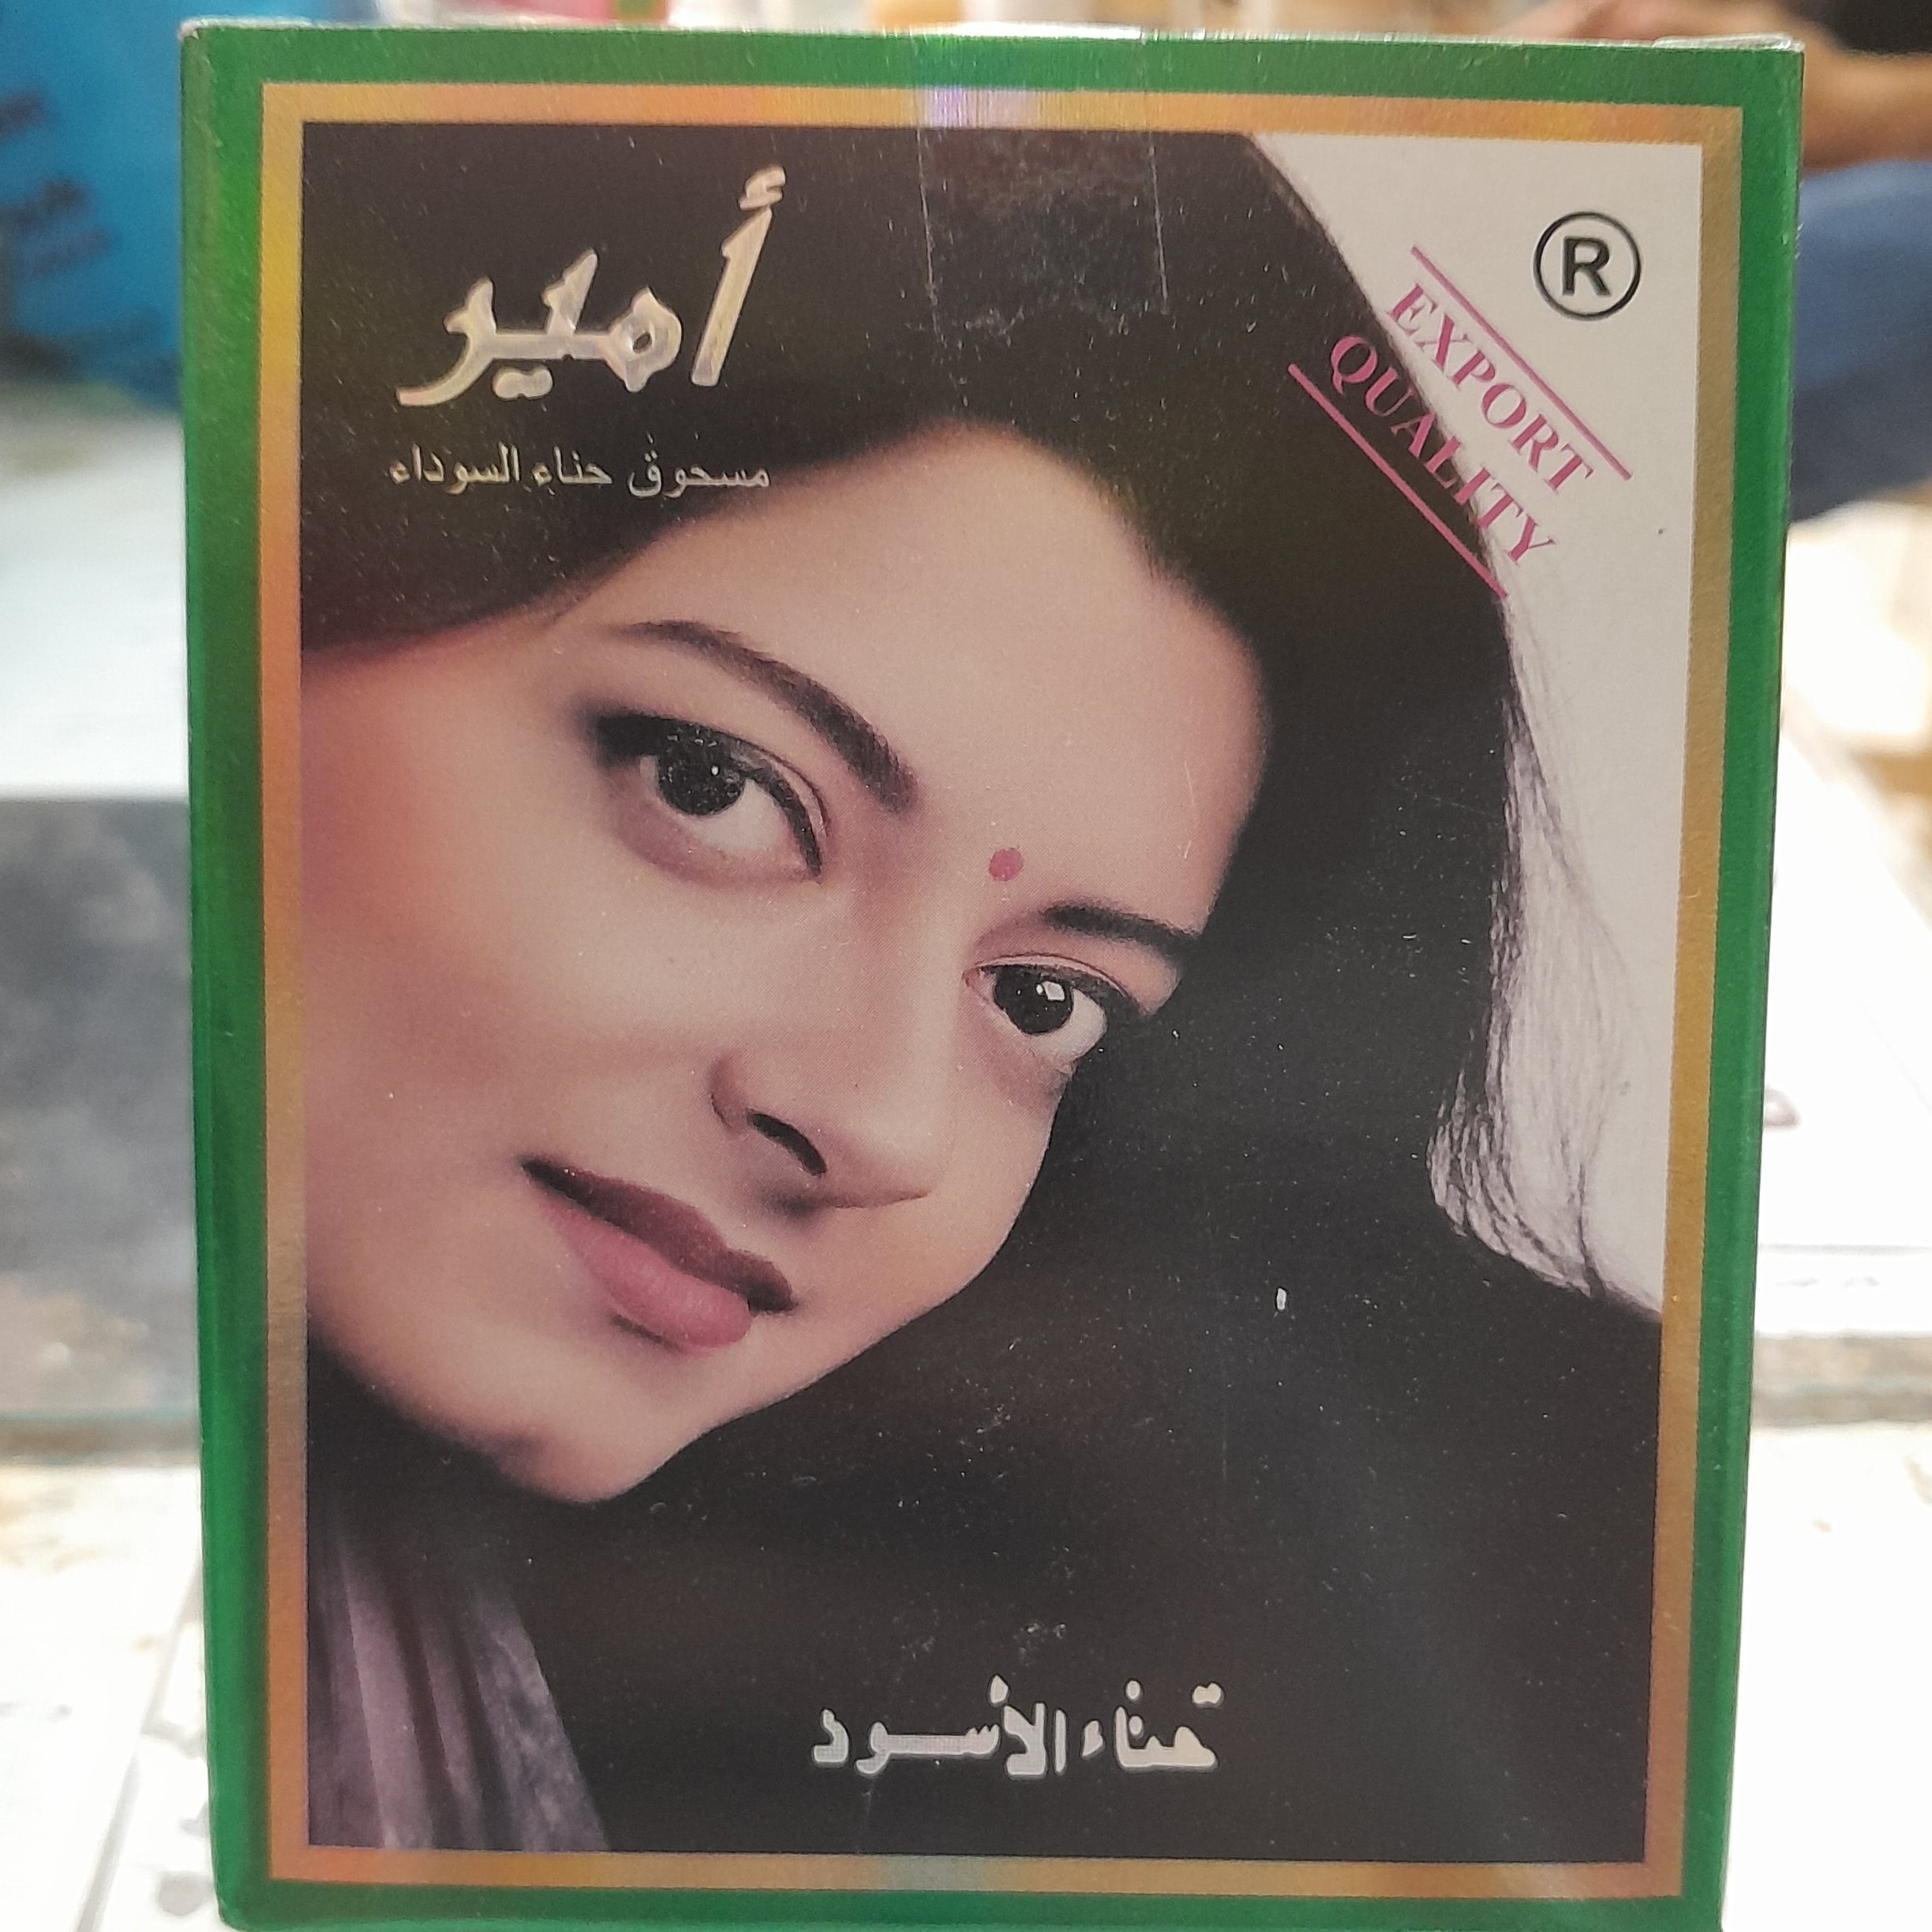 أمير
مسحوق حناء السوداء
®
EXPORT
QUALITY
حناء الأسود